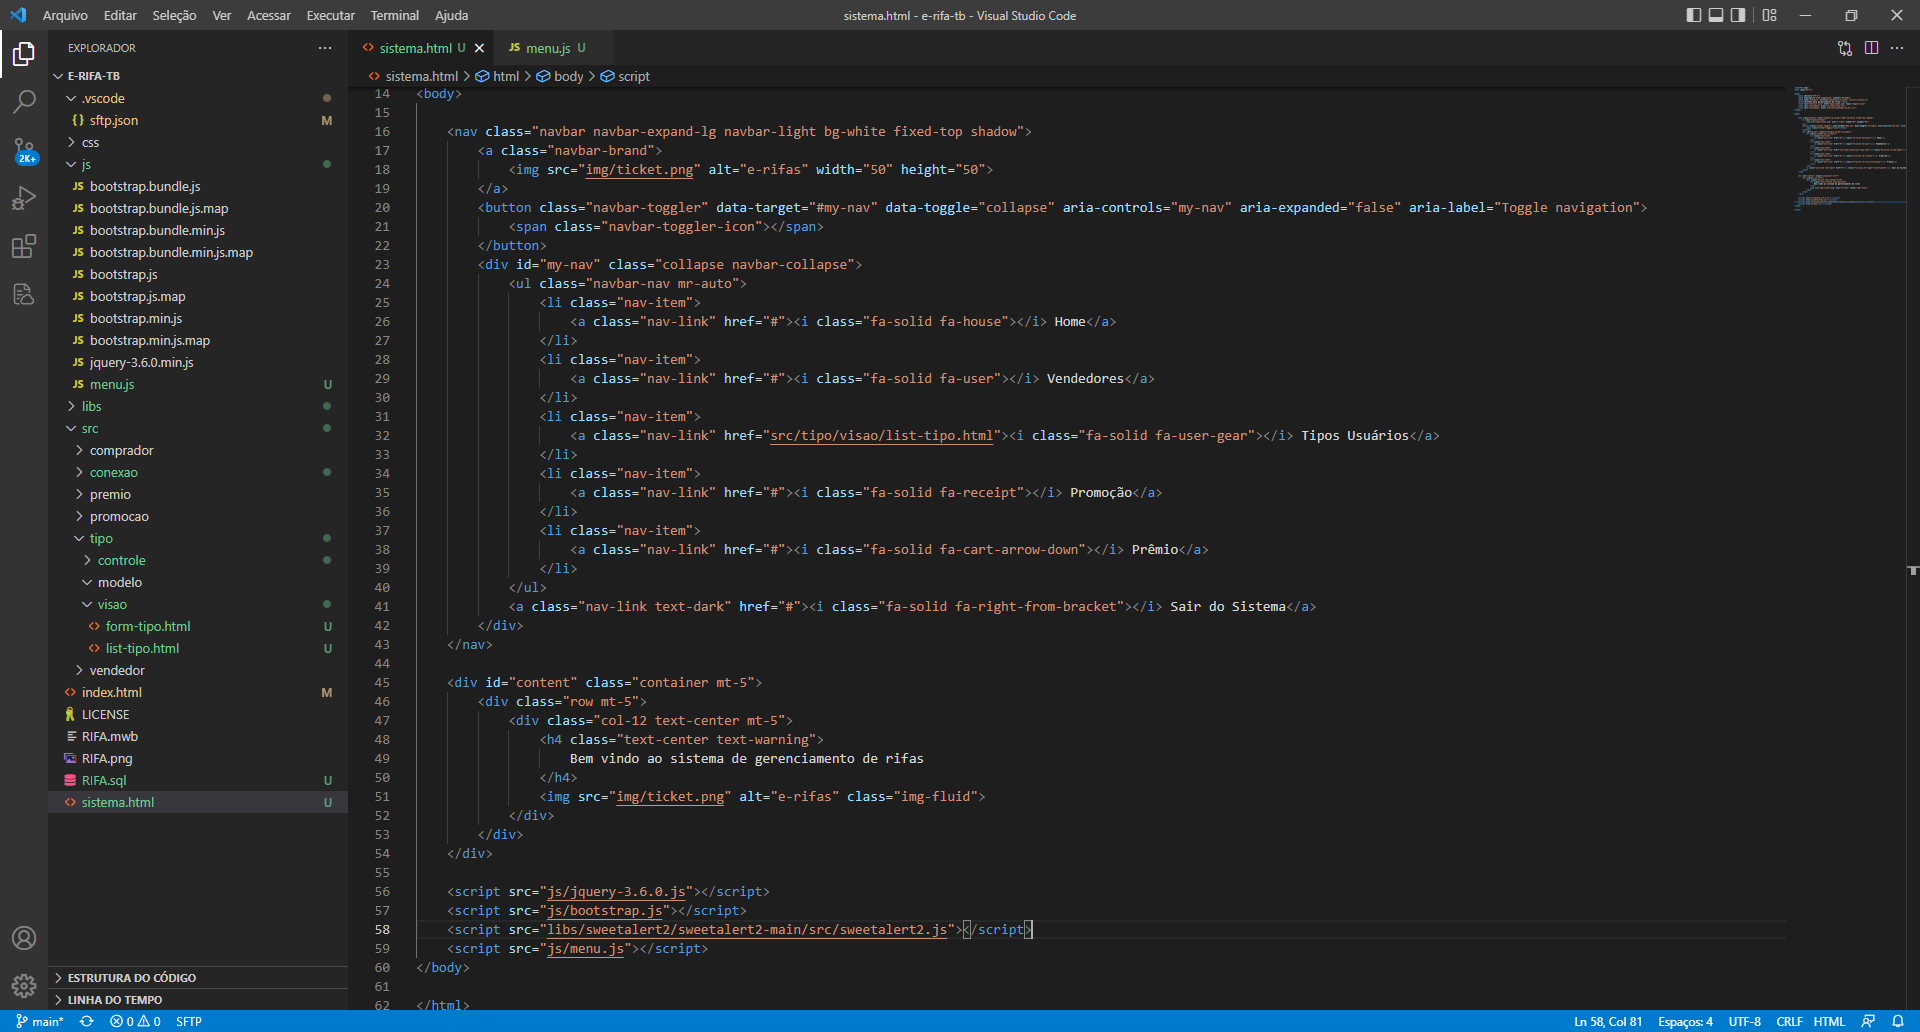 Arquivo Editar Seleção Ver Acessar Executar Terminal Ajuda
sistema.html - e-rifa-tb - Visual Studio Code
EXPLORADOR
E-RIFA-TB
.vscode
{} sftp.json M
css
js
JS bootstrap.bundle.js
JS bootstrap.bundle.js.map
JS bootstrap.bundle.min.js
JS bootstrap.bundle.min.js.map
JS bootstrap.js
JS bootstrap.js.map
JS bootstrap.min.js
JS bootstrap.min.js.map
JS jquery-3.6.0.min.js
JS menu.js U
libs
src
comprador
conexao
premio
promocao
tipo
controle
modelo
visao
<> form-tipo.html U
<> list-tipo.html U
vendedor
<> index.html M
LICENSE
RIFA.mwb
RIFA.png
RIFA.sql U
<> sistema.html U
ESTRUTURA DO CÓDIGO
LINHA DO TEMPO
2K+
<> sistema.html U
JS menu.js U
<> sistema.html > html > body > script
14 <body>
15
16 <nav class="navbar navbar-expand-lg navbar-light bg-white fixed-top shadow">
17 <a class="navbar-brand">
18 <img src="img/ticket.png" alt="e-rifas" width="50" height="50">
19 </a>
20 <button class="navbar-toggler" data-target="#my-nav" data-toggle="collapse" aria-controls="my-nav" aria-expanded="false" aria-label="Toggle navigation">
21 <span class="navbar-toggler-icon"></span>
22 </button>
23 <div id="my-nav" class="collapse navbar-collapse">
24 <ul class="navbar-nav mr-auto">
25 <li class="nav-item">
26 <a class="nav-link" href="#"><i class="fa-solid fa-house"></i> Home</a>
27 </li>
28 <li class="nav-item">
29 <a class="nav-link" href="#"><i class="fa-solid fa-user"></i> Vendedores</a>
30 </li>
31 <li class="nav-item">
32 <a class="nav-link" href="src/tipo/visao/list-tipo.html"><i class="fa-solid fa-user-gear"></i> Tipos Usuários</a>
33 </li>
34 <li class="nav-item">
35 <a class="nav-link" href="#"><i class="fa-solid fa-receipt"></i> Promoção</a>
36 </li>
37 <li class="nav-item">
38 <a class="nav-link" href="#"><i class="fa-solid fa-cart-arrow-down"></i> Prêmio</a>
39 </li>
40 </ul>
41 <a class="nav-link text-dark" href="#"><i class="fa-solid fa-right-from-bracket"></i> Sair do Sistema</a>
42 </div>
43 </nav>
44
45 <div id="content" class="container mt-5">
46 <div class="row mt-5">
47 <div class="col-12 text-center mt-5">
48 <h4 class="text-center text-warning">
49 Bem vindo ao sistema de gerenciamento de rifas
50 </h4>
51 <img src="img/ticket.png" alt="e-rifas" class="img-fluid">
52 </div>
53 </div>
54 </div>
55
56 <script src="js/jquery-3.6.0.js"></script>
57 <script src="js/bootstrap.js"></script>
58 <script src="libs/sweetalert2/sweetalert2-main/src/sweetalert2.js"></script>
59 <script src="js/menu.js"></script>
60 </body>
61
62 </html>
main* 0 0 SFTP
Ln 58, Col 81 Espaços: 4 UTF-8 CRLF HTML